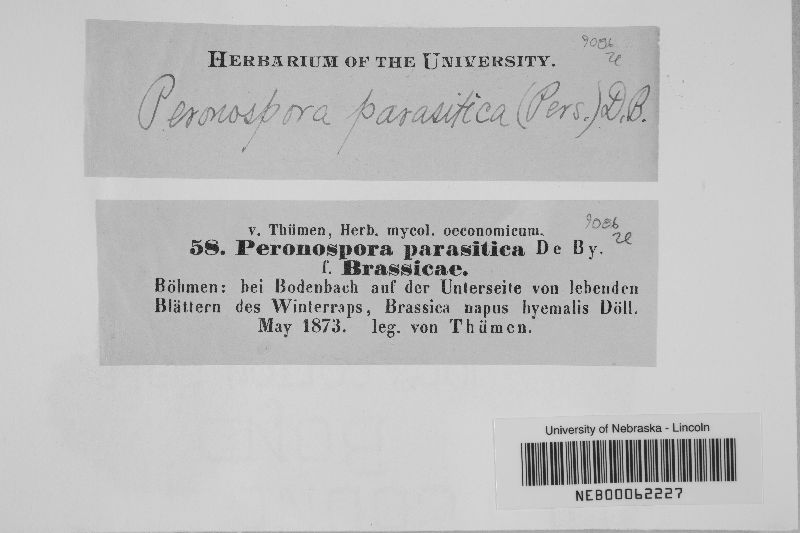 HERBARIUM OF THE UNIVERSITY.
9086
Peronospora parasitica (Pers.) D.B.
v. Thümen, Herb. mycol. oeconomicum.
9086
58. Peronospora parasitica De By.
f. Brassicae.
Böhmen: bei Bodenbach auf der Unterseite von lebenden
Blättern des Winterraps, Brassica napus hyemalis Döll.
May 1873. leg. von Thümen.
University of Nebraska - Lincoln
NEB00062227